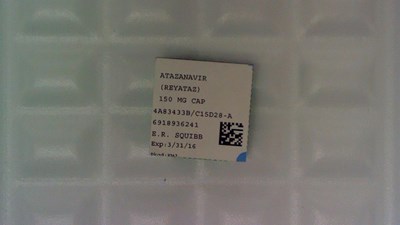 ATAZANAVIR
(REYATAZ)
150 MG CAP
4A83433B/C15D28-A
6918936241
E.R. SQUIBB
Exp:3/31/16